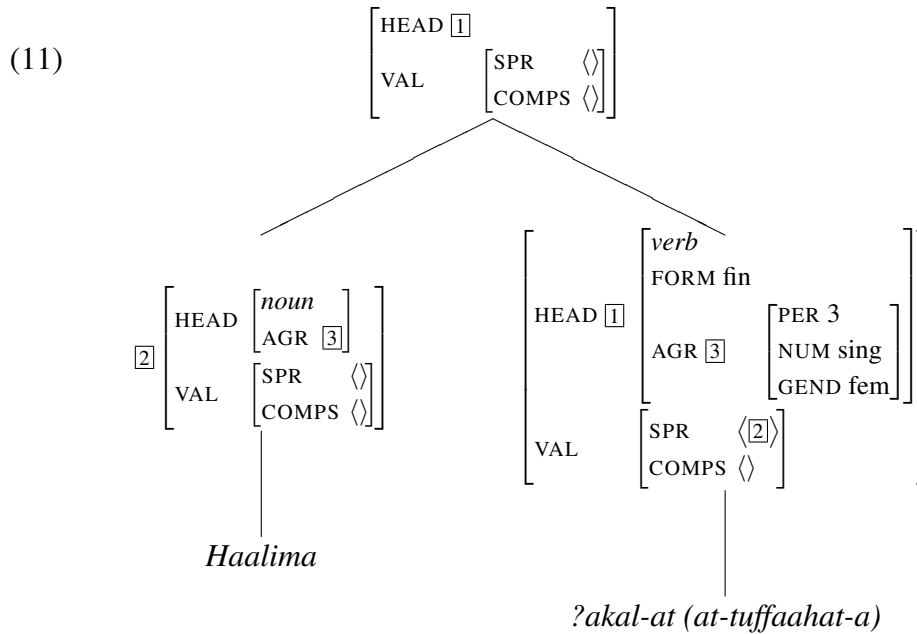 (11)
HEAD [1]
VAL SPR ⟨⟩
COMPS ⟨⟩
[2] HEAD noun
AGR [3]
VAL SPR ⟨⟩
COMPS ⟨⟩
Haalima
HEAD [1] verb
FORM fin
AGR [3] PER 3
NUM sing
GEND fem
VAL SPR ⟨[2]⟩
COMPS ⟨⟩
?akal-at (at-tuffaahat-a)